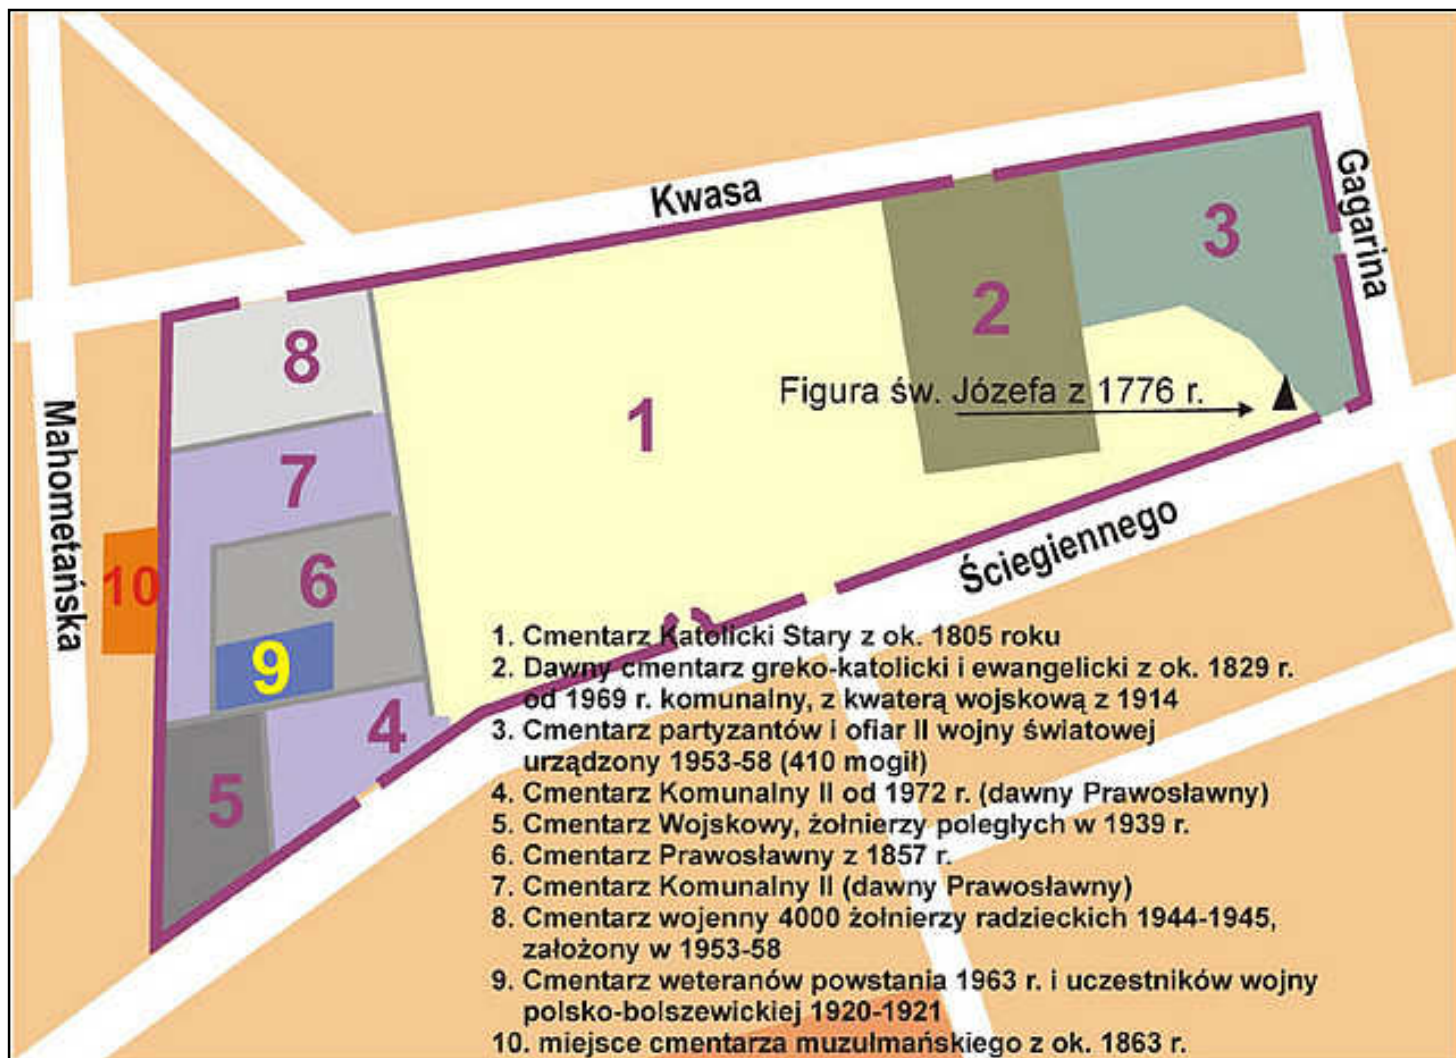 Kwasa
Gagarina
3
2
8
Figura św. Józefa z 1776 r.
1
Mahometańska
7
Ściegiennego
6
10
9
4
5
1. Cmentarz Katolicki Stary z ok. 1805 roku
2. Dawny cmentarz greko-katolicki i ewangelicki z ok. 1829 r.
od 1969 r. komunalny, z kwaterą wojskową z 1914
3. Cmentarz partyzantów i ofiar II wojny światowej
urządzony 1953-58 (410 mogił)
4. Cmentarz Komunalny II od 1972 r. (dawny Prawosławny)
5. Cmentarz Wojskowy, żołnierzy poległych w 1939 r.
6. Cmentarz Prawosławny z 1857 r.
7. Cmentarz Komunalny II (dawny Prawosławny)
8. Cmentarz wojenny 4000 żołnierzy radzieckich 1944-1945,
założony w 1953-58
9. Cmentarz weteranów powstania 1963 r. i uczestników wojny
polsko-bolszewickiej 1920-1921
10. miejsce cmentarza muzułmańskiego z ok. 1863 r.